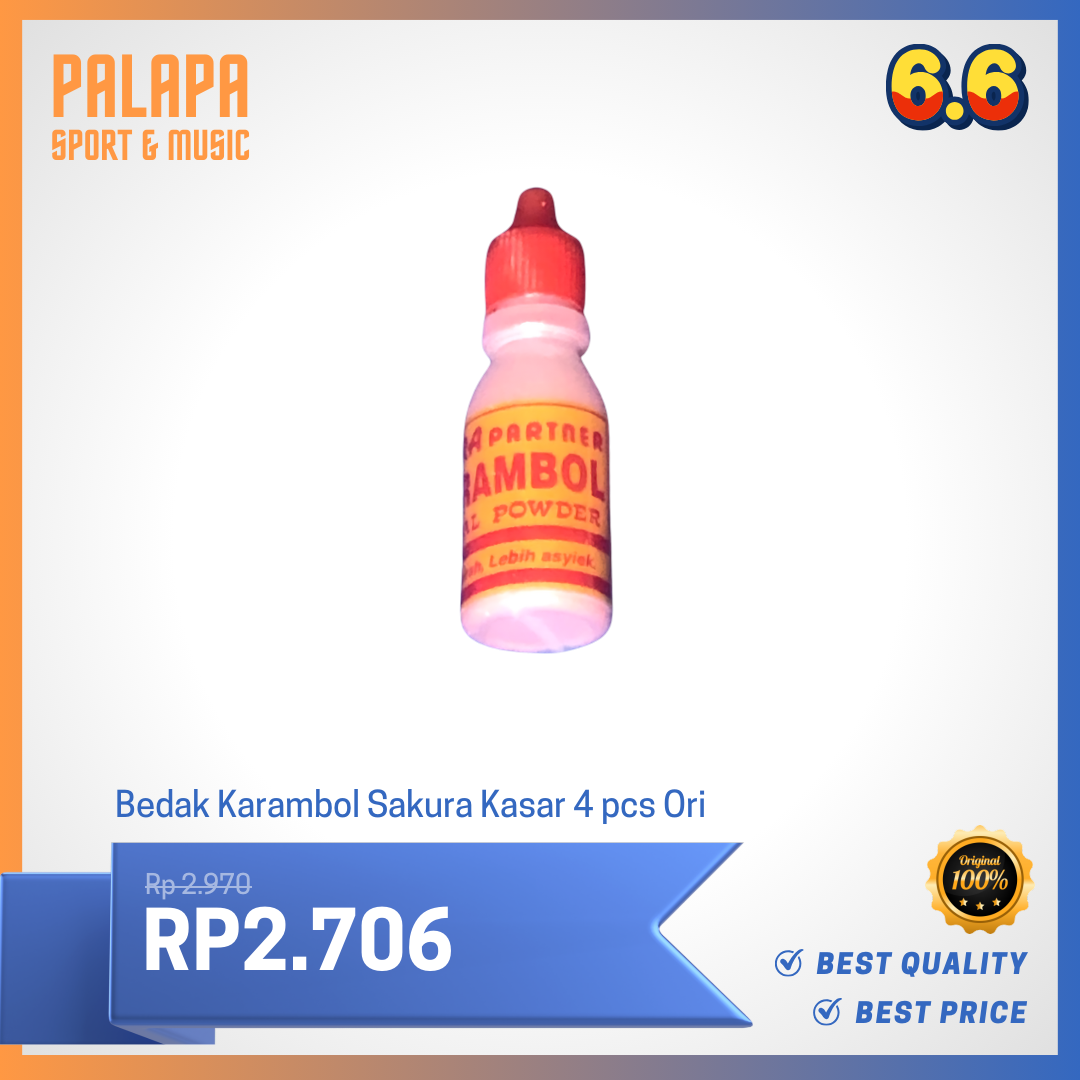 PALAPA
SPORT & MUSIC
6.6
PARTNER
RAMBOL
AL POWDER
Lebih asyiek.
Bedak Karambol Sakura Kasar 4 pcs Ori
Rp 2.970
RP2.706
Original
100%
BEST QUALITY
BEST PRICE